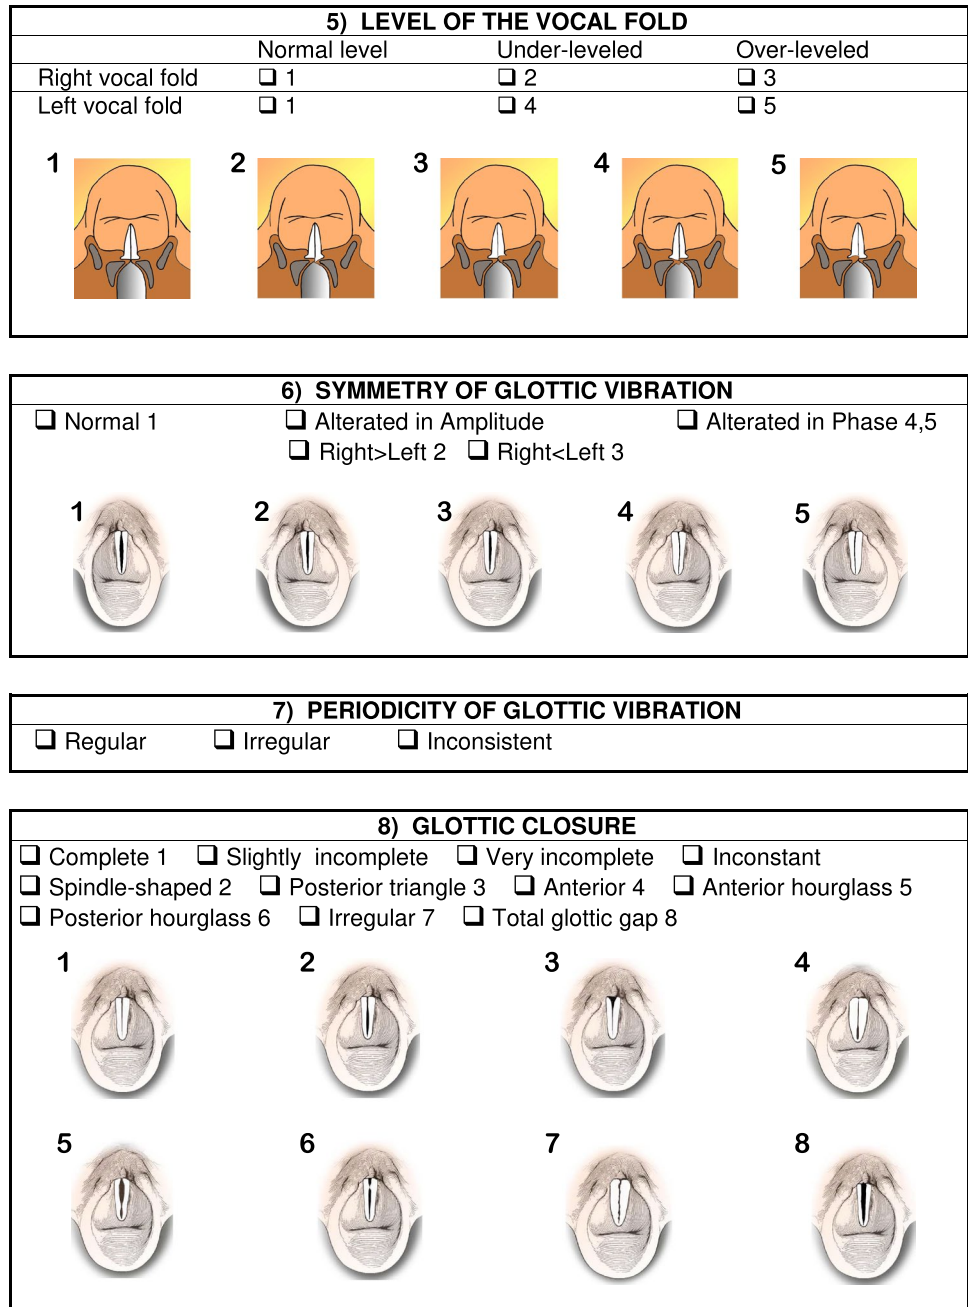 5) LEVEL OF THE VOCAL FOLD
Normal level Under-leveled Over-leveled
Right vocal fold ❑ 1 ❑ 2 ❑ 3
Left vocal fold ❑ 1 ❑ 4 ❑ 5
1 2 3 4 5
6) SYMMETRY OF GLOTTIC VIBRATION
❑ Normal 1 ❑ Alterated in Amplitude ❑ Alterated in Phase 4,5
❑ Right>Left 2 ❑ Right<Left 3
1 2 3 4 5
7) PERIODICITY OF GLOTTIC VIBRATION
❑ Regular ❑ Irregular ❑ Inconsistent
8) GLOTTIC CLOSURE
❑ Complete 1 ❑ Slightly incomplete ❑ Very incomplete ❑ Inconstant
❑ Spindle-shaped 2 ❑ Posterior triangle 3 ❑ Anterior 4 ❑ Anterior hourglass 5
❑ Posterior hourglass 6 ❑ Irregular 7 ❑ Total glottic gap 8
1 2 3 4
5 6 7 8